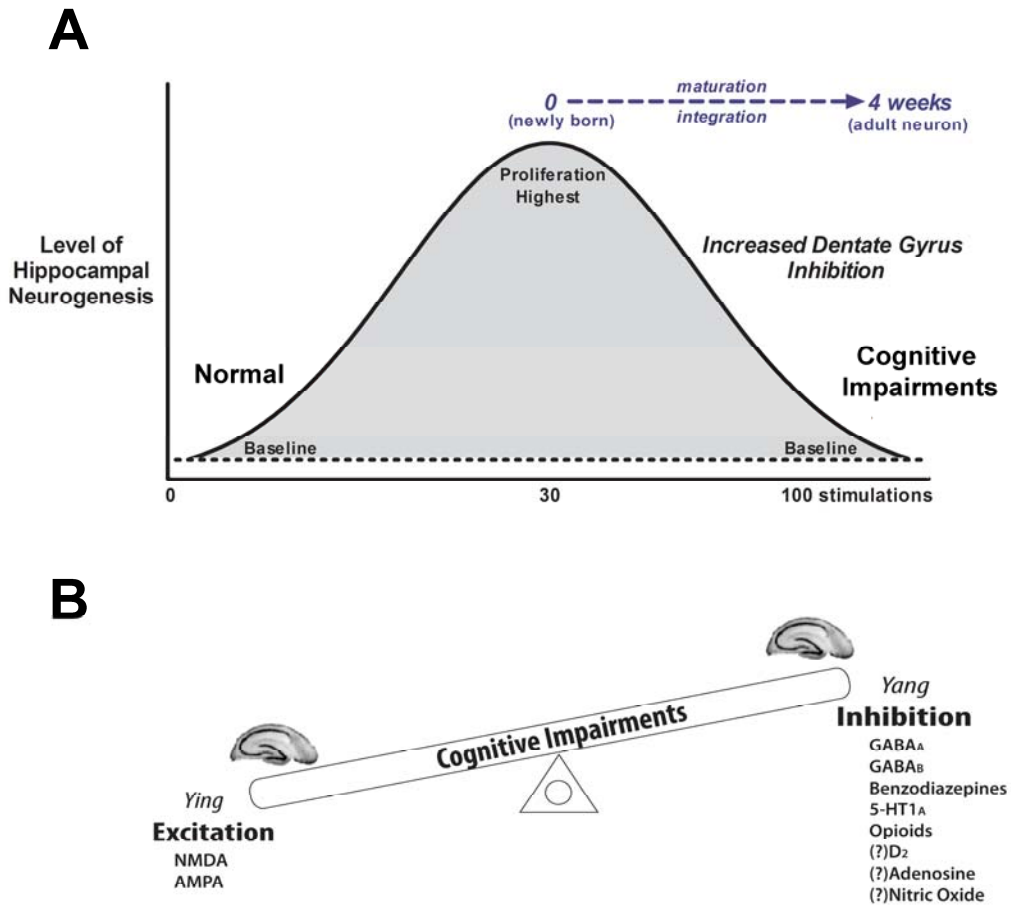 A
0
maturation
integration
4 weeks
(newly born)
(adult neuron)
Proliferation
Highest
Level of
Hippocampal
Neurogenesis
Increased Dentate Gyrus
Inhibition
Normal
Cognitive
Impairments
Baseline
Baseline
0
30
100 stimulations
B
Yang
Inhibition
GABAA
GABAB
Benzodiazepines
5-HT1A
Opioids
(?)D2
(?)Adenosine
(?)Nitric Oxide
Cognitive Impairments
Ying
Excitation
NMDA
AMPA